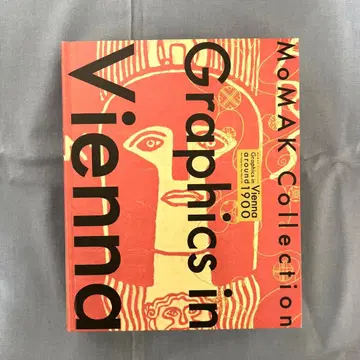 MoMAK Collection
Graphics in
Vienna
Graphics in
Vienna
around
1900